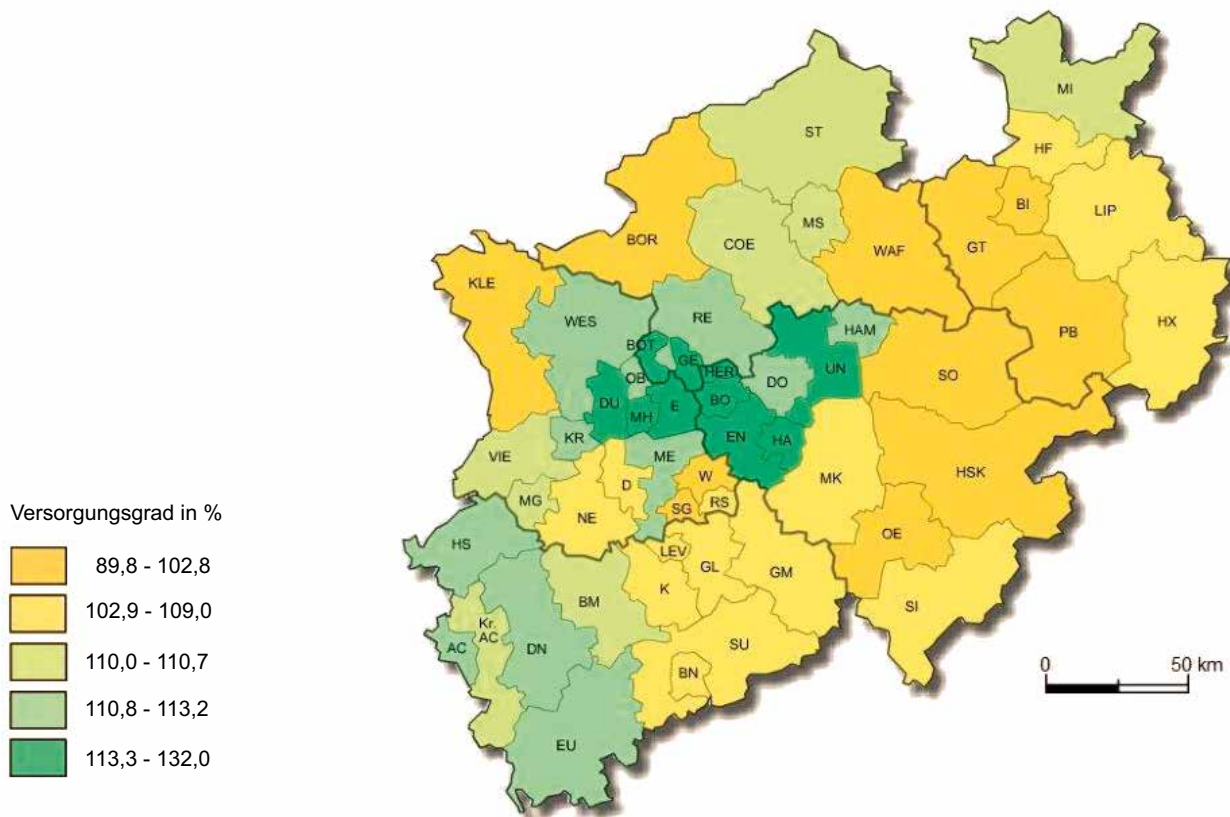 MI
ST
HF
BI
LIP
MS
BOR
COE
WAF
GT
KLE
WES
RE
HAM
PB
HX
BOT
GE
OB
HER
DO
UN
SO
DU
MH
E
BO
KR
EN
HA
VIE
ME
W
MK
HSK
MG
NE
D
SG
RS
OE
HS
LEV
GL
GM
BM
K
SI
Kr.
AC
AC
DN
SU
BN
EU
Versorgungsgrad in %
89,8 - 102,8
102,9 - 109,0
110,0 - 110,7
110,8 - 113,2
113,3 - 132,0
0 50 km